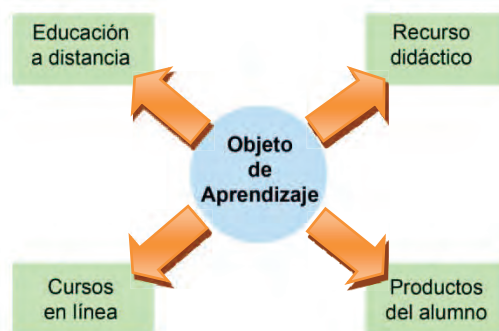 Educación
a distancia
Recurso
didáctico
Objeto
de
Aprendizaje
Cursos
en línea
Productos
del alumno